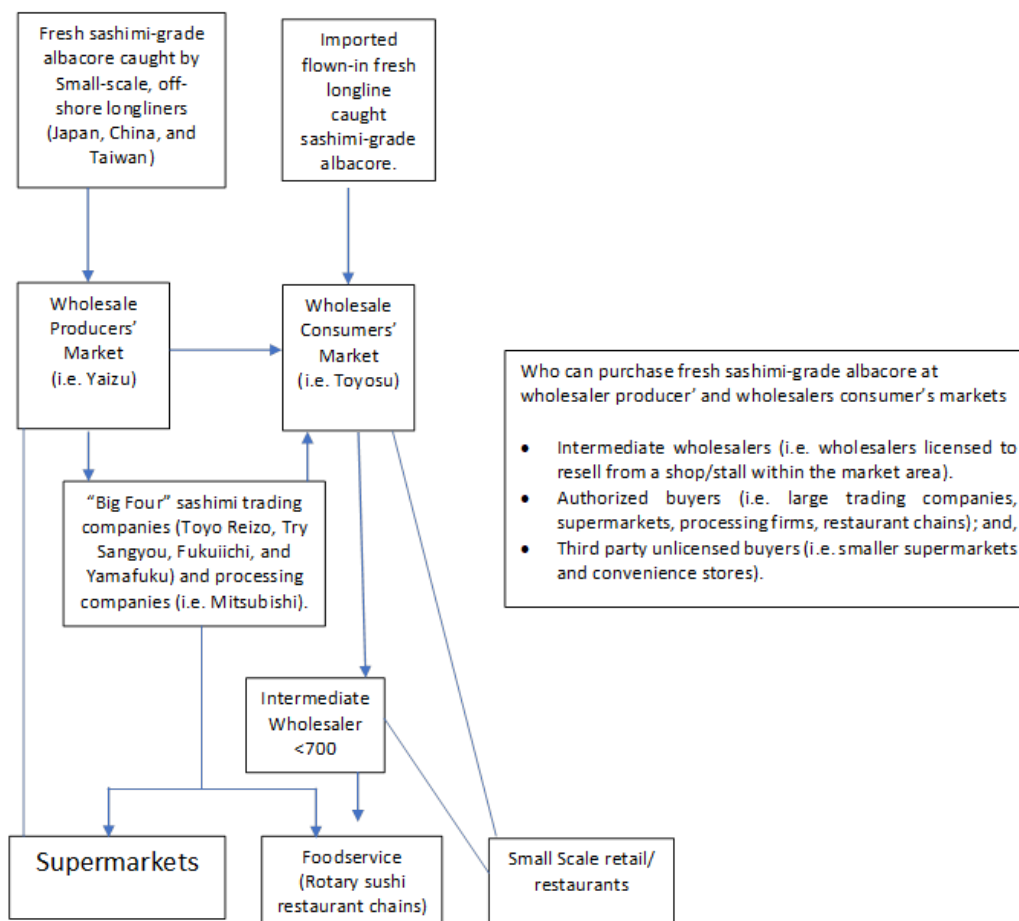 Fresh sashimi-grade
albacore caught by
Small-scale, off-
shore longliners
(Japan, China, and
Taiwan)
Imported
flown-in fresh
longline
caught
sashimi-grade
albacore.
Wholesale
Producers’
Market
(i.e. Yaizu)
Wholesale
Consumers’
Market
(i.e. Toyosu)
Who can purchase fresh sashimi-grade albacore at
wholesaler producer’ and wholesalers consumer’s markets
• Intermediate wholesalers (i.e. wholesalers licensed to
resell from a shop/stall within the market area).
• Authorized buyers (i.e. large trading companies,
supermarkets, processing firms, restaurant chains); and,
• Third party unlicensed buyers (i.e. smaller supermarkets
and convenience stores).
“Big Four” sashimi trading
companies (Toyo Reizo, Try
Sangyou, Fukuiichi, and
Yamafuku) and processing
companies (i.e. Mitsubishi).
Intermediate
Wholesaler
<700
Supermarkets
Foodservice
(Rotary sushi
restaurant chains)
Small Scale retail/
restaurants